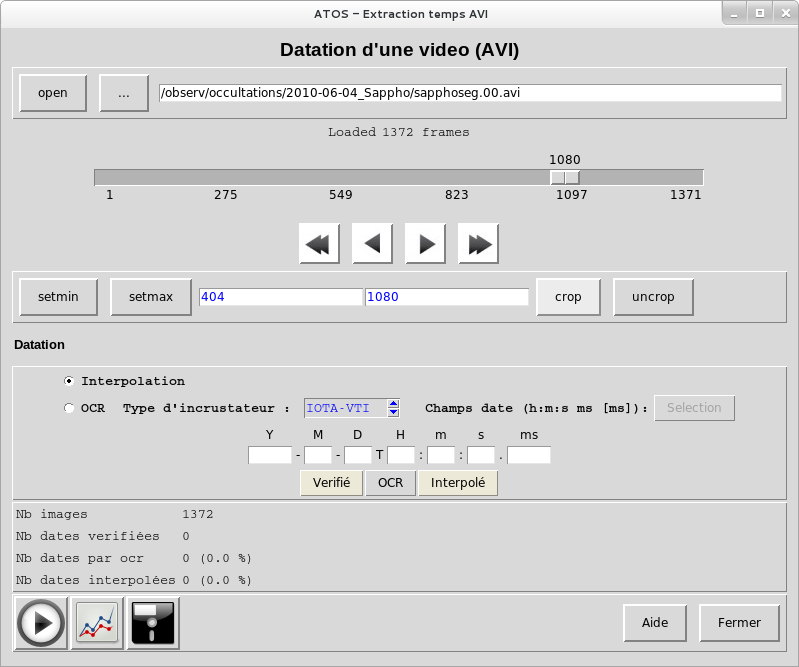 ATOS - Extraction temps AVI
Datation d'une video (AVI)
open ... /observ/occultations/2010-06-04_Sappho/sapphoseg.00.avi
Loaded 1372 frames
1080
1 275 549 823 1097 1371
setmin setmax 404 1080 crop uncrop
Datation
Interpolation
OCR Type d'incrustateur : IOTA-VTI Champs date (h:m:s ms [ms]): Selection
Y M D H m s ms
- - T : : .
Verifié OCR Interpolé
Nb images 1372
Nb dates verifiées 0
Nb dates par ocr 0 (0.0 %)
Nb dates interpolées 0 (0.0 %)
Aide Fermer